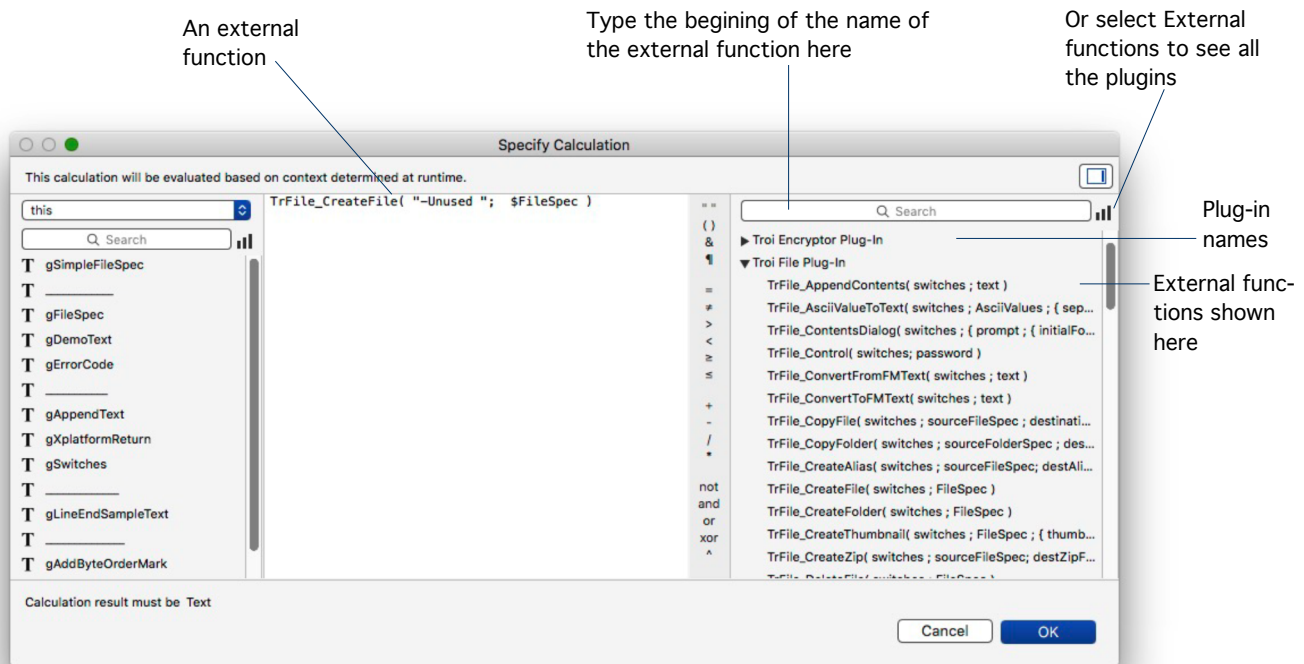 An external
function
Type the begining of the name of
the external function here
Or select External
functions to see all
the plugins
Specify Calculation
This calculation will be evaluated based on context determined at runtime.
this
Search
T gSimpleFileSpec
T ____________
T gFileSpec
T gDemoText
T gErrorCode
T ___________
T gAppendText
T gXplatformReturn
T gSwitches
T _____________
T gLineEndSampleText
T ______________
T gAddByteOrderMark
TrFile_CreateFile( "-Unused "; $FileSpec )
" "
( )
&
¶
=
≠
>
<
≥
≤
+
-
/
*
not
and
or
xor
^
Search
Troi Encryptor Plug-In
Troi File Plug-In
TrFile_AppendContents( switches ; text )
TrFile_AsciiValueToText( switches ; AsciiValues ; { sep...
TrFile_ContentsDialog( switches ; { prompt ; { initialFo...
TrFile_Control( switches; password )
TrFile_ConvertFromFMText( switches ; text )
TrFile_ConvertToFMText( switches ; text )
TrFile_CopyFile( switches ; sourceFileSpec ; destinati...
TrFile_CopyFolder( switches ; sourceFolderSpec ; des...
TrFile_CreateAlias( switches ; sourceFileSpec; destAli...
TrFile_CreateFile( switches ; FileSpec )
TrFile_CreateFolder( switches ; FileSpec )
TrFile_CreateThumbnail( switches ; FileSpec ; { thumb...
TrFile_CreateZip( switches ; sourceFileSpec; destZipF...
Plug-in
names
External func-
tions shown
here
Calculation result must be Text
Cancel
OK